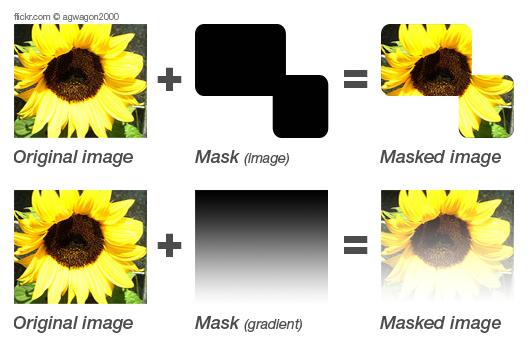 flickr.com © agwagon2000
+ =
Original image Mask (image) Masked image
+ =
Original image Mask (gradient) Masked image